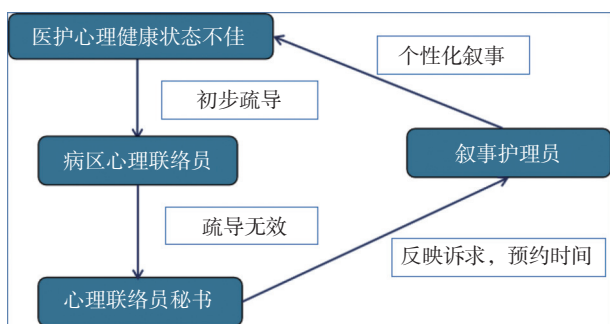 医护心理健康状态不佳
个性化叙事
初步疏导
病区心理联络员
叙事护理员
疏导无效
反映诉求，预约时间
心理联络员秘书